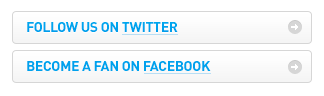 FOLLOW US ON TWITTER
BECOME A FAN ON FACEBOOK